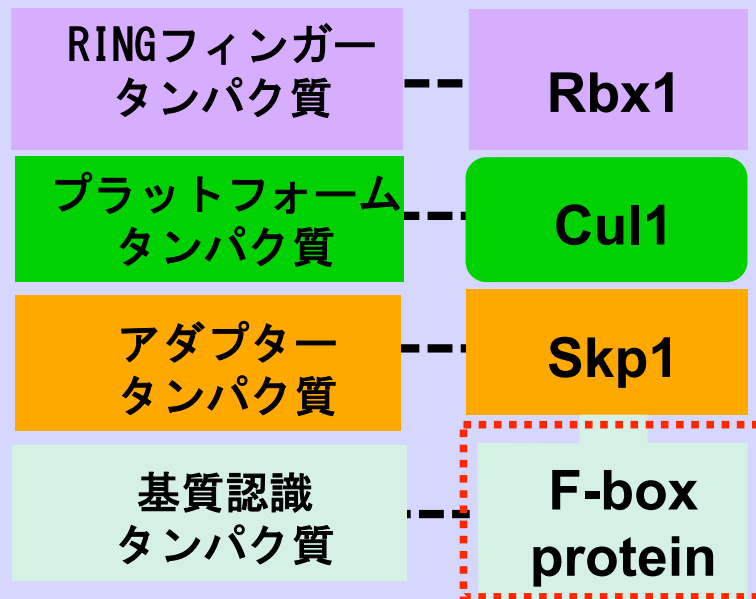 RINGフィンガー
タンパク質
Rbx1
プラットフォーム
タンパク質
Cul1
アダプター
タンパク質
Skp1
基質認識
タンパク質
F-box
protein